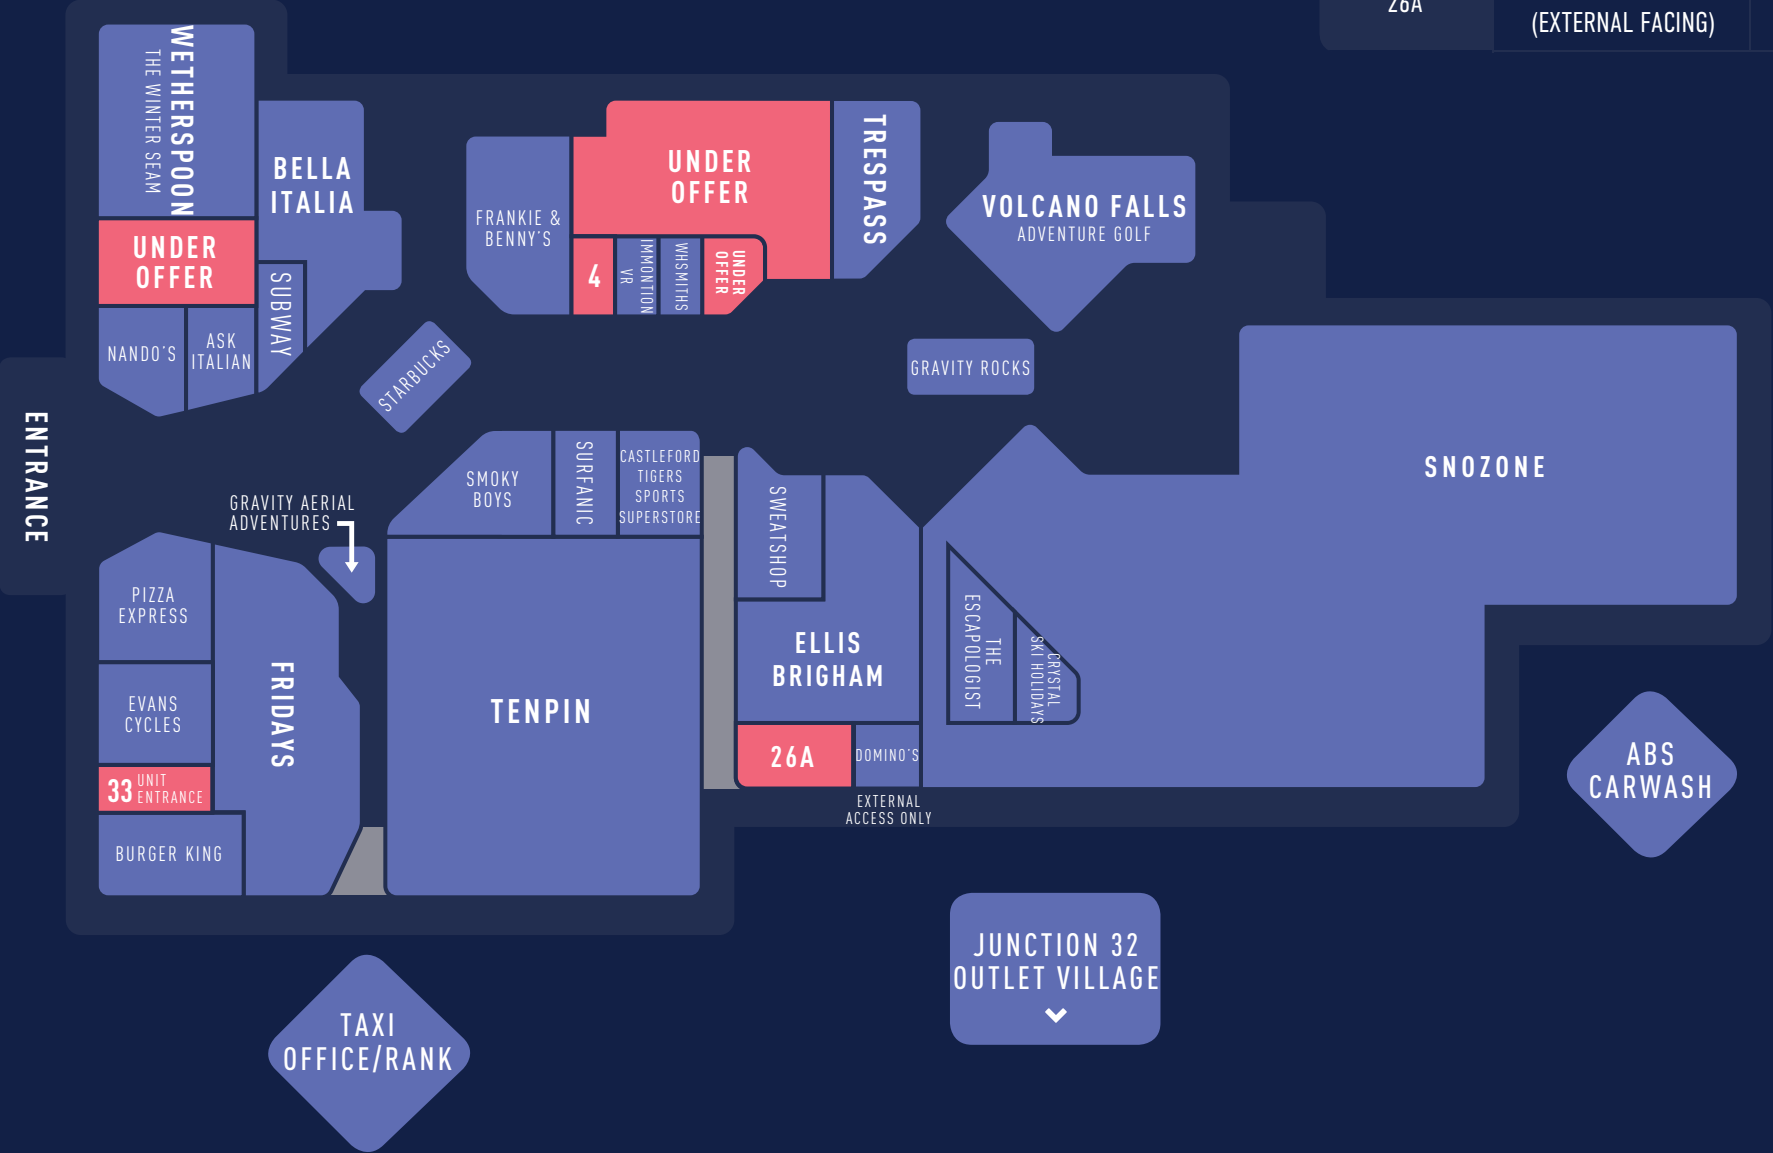 26A
(EXTERNAL FACING)
WETHERSPOON
THE WINTER SEAM
BELLA
ITALIA
UNDER
OFFER
SUBWAY
NANDO'S
ASK
ITALIAN
STARBUCKS
FRANKIE &
BENNY'S
UNDER
OFFER
4
IMMONTION
VR
WHSMITHS
UNDER
OFFER
TRESPASS
VOLCANO FALLS
ADVENTURE GOLF
GRAVITY ROCKS
SNOZONE
ENTRANCE
GRAVITY AERIAL
ADVENTURES
SMOKY
BOYS
SURFANIC
CASTLEFORD
TIGERS
SPORTS
SUPERSTORE
SWEATSHOP
PIZZA
EXPRESS
EVANS
CYCLES
33 UNIT
ENTRANCE
BURGER KING
FRIDAYS
TENPIN
ELLIS
BRIGHAM
26A
DOMINO'S
EXTERNAL
ACCESS ONLY
THE
ESCAPOLOGIST
CRYSTAL
SKI HOLIDAYS
ABS
CARWASH
JUNCTION 32
OUTLET VILLAGE
TAXI
OFFICE/RANK